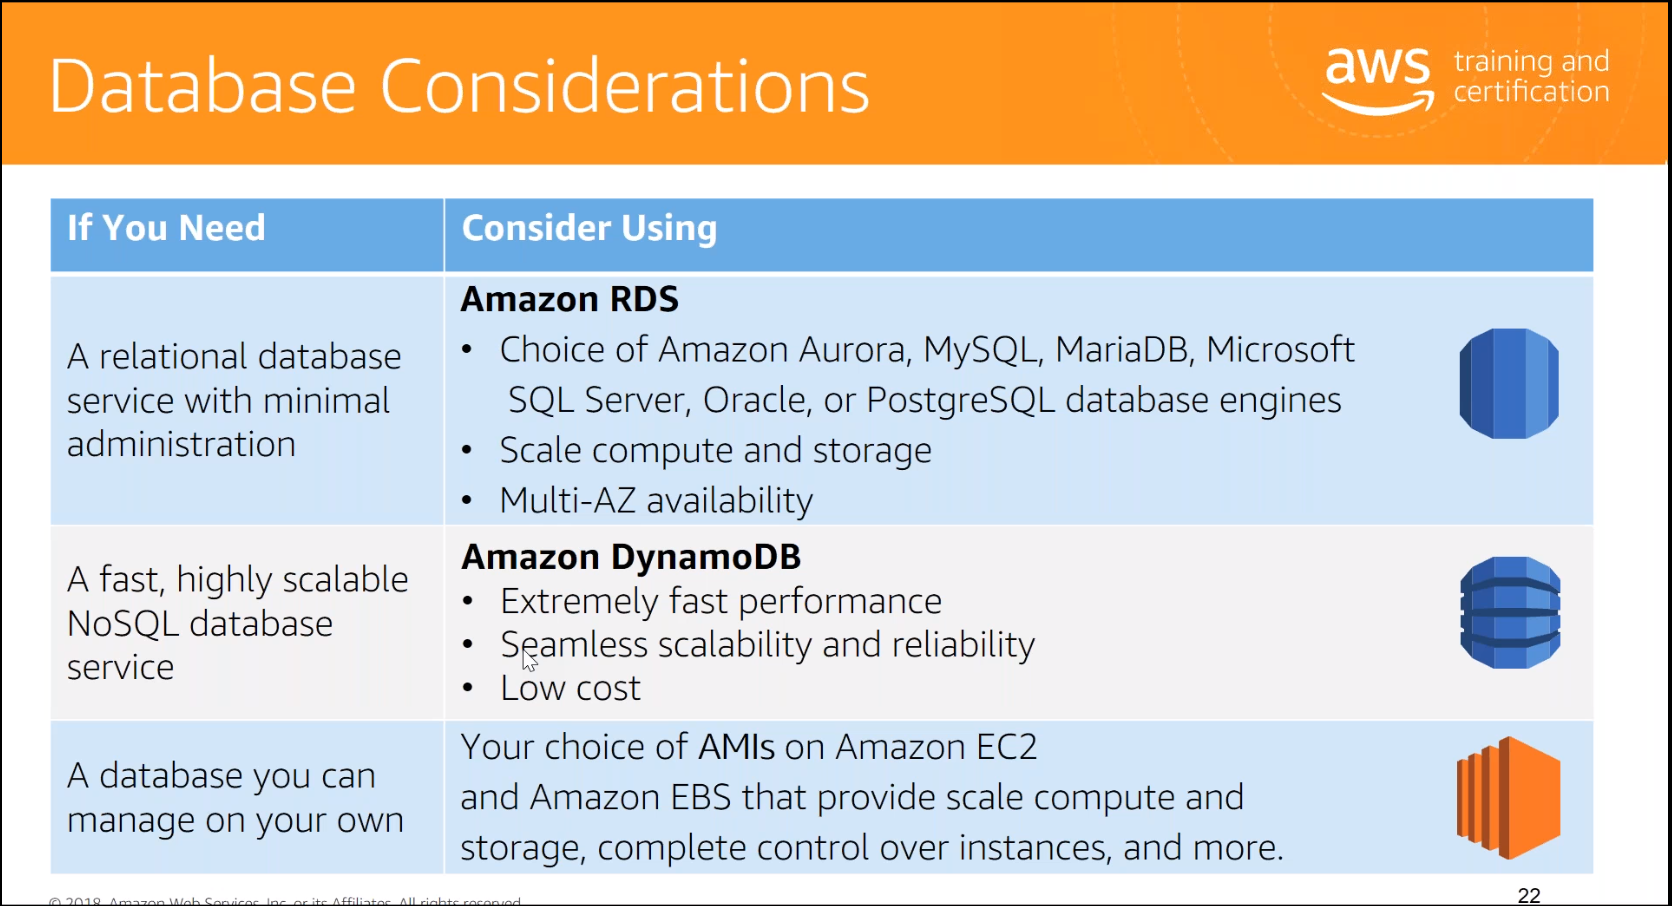 Database Considerations
aws training and
certification
If You Need
Consider Using
A relational database
service with minimal
administration
Amazon RDS
• Choice of Amazon Aurora, MySQL, MariaDB, Microsoft
SQL Server, Oracle, or PostgreSQL database engines
• Scale compute and storage
• Multi-AZ availability
A fast, highly scalable
NoSQL database
service
Amazon DynamoDB
• Extremely fast performance
• Seamless scalability and reliability
• Low cost
A database you can
manage on your own
Your choice of AMIs on Amazon EC2
and Amazon EBS that provide scale compute and
storage, complete control over instances, and more.
© 2018, Amazon Web Services, Inc. or its Affiliates. All rights reserved.
22